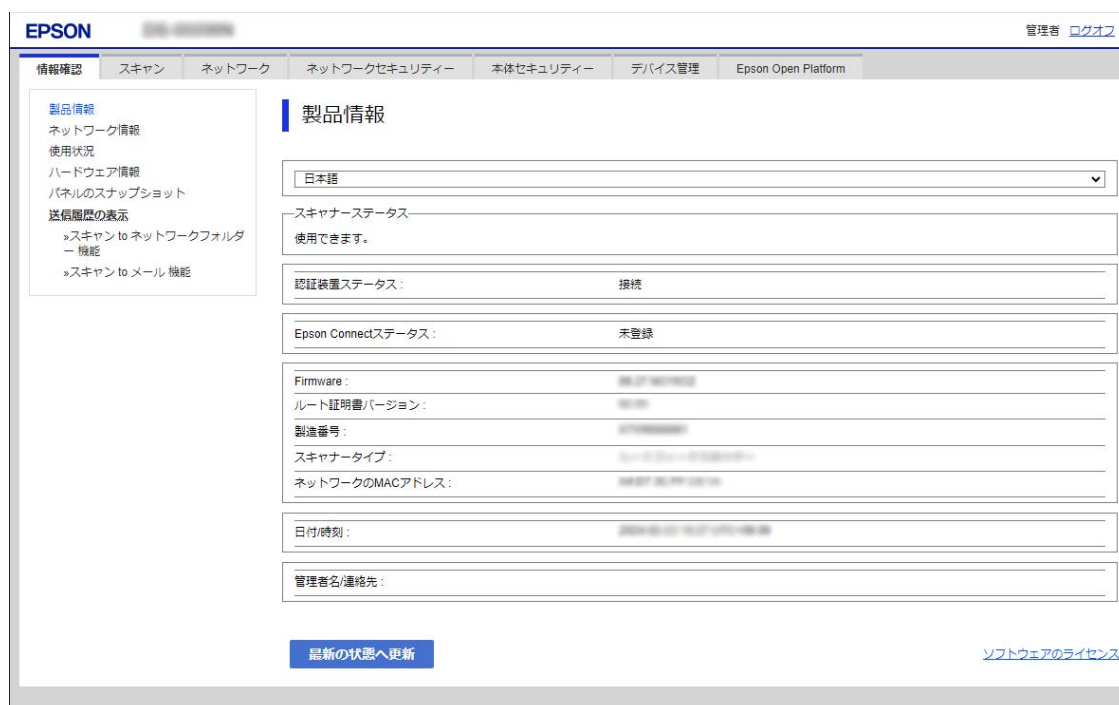 EPSON
管理者 ログオフ
情報確認 スキャン ネットワーク ネットワークセキュリティー 本体セキュリティー デバイス管理 Epson Open Platform
製品情報
ネットワーク情報
使用状況
ハードウェア情報
パネルのスナップショット
送信履歴の表示
»スキャン to ネットワークフォルダ
ー 機能
»スキャン to メール 機能
製品情報
日本語
スキャナーステータス
使用できます。
認証装置ステータス : 接続
Epson Connectステータス : 未登録
Firmware :
ルート証明書バージョン :
製造番号 :
スキャナータイプ :
ネットワークのMACアドレス :
日付/時刻 :
管理者名/連絡先 :
最新の状態へ更新
ソフトウェアのライセンス